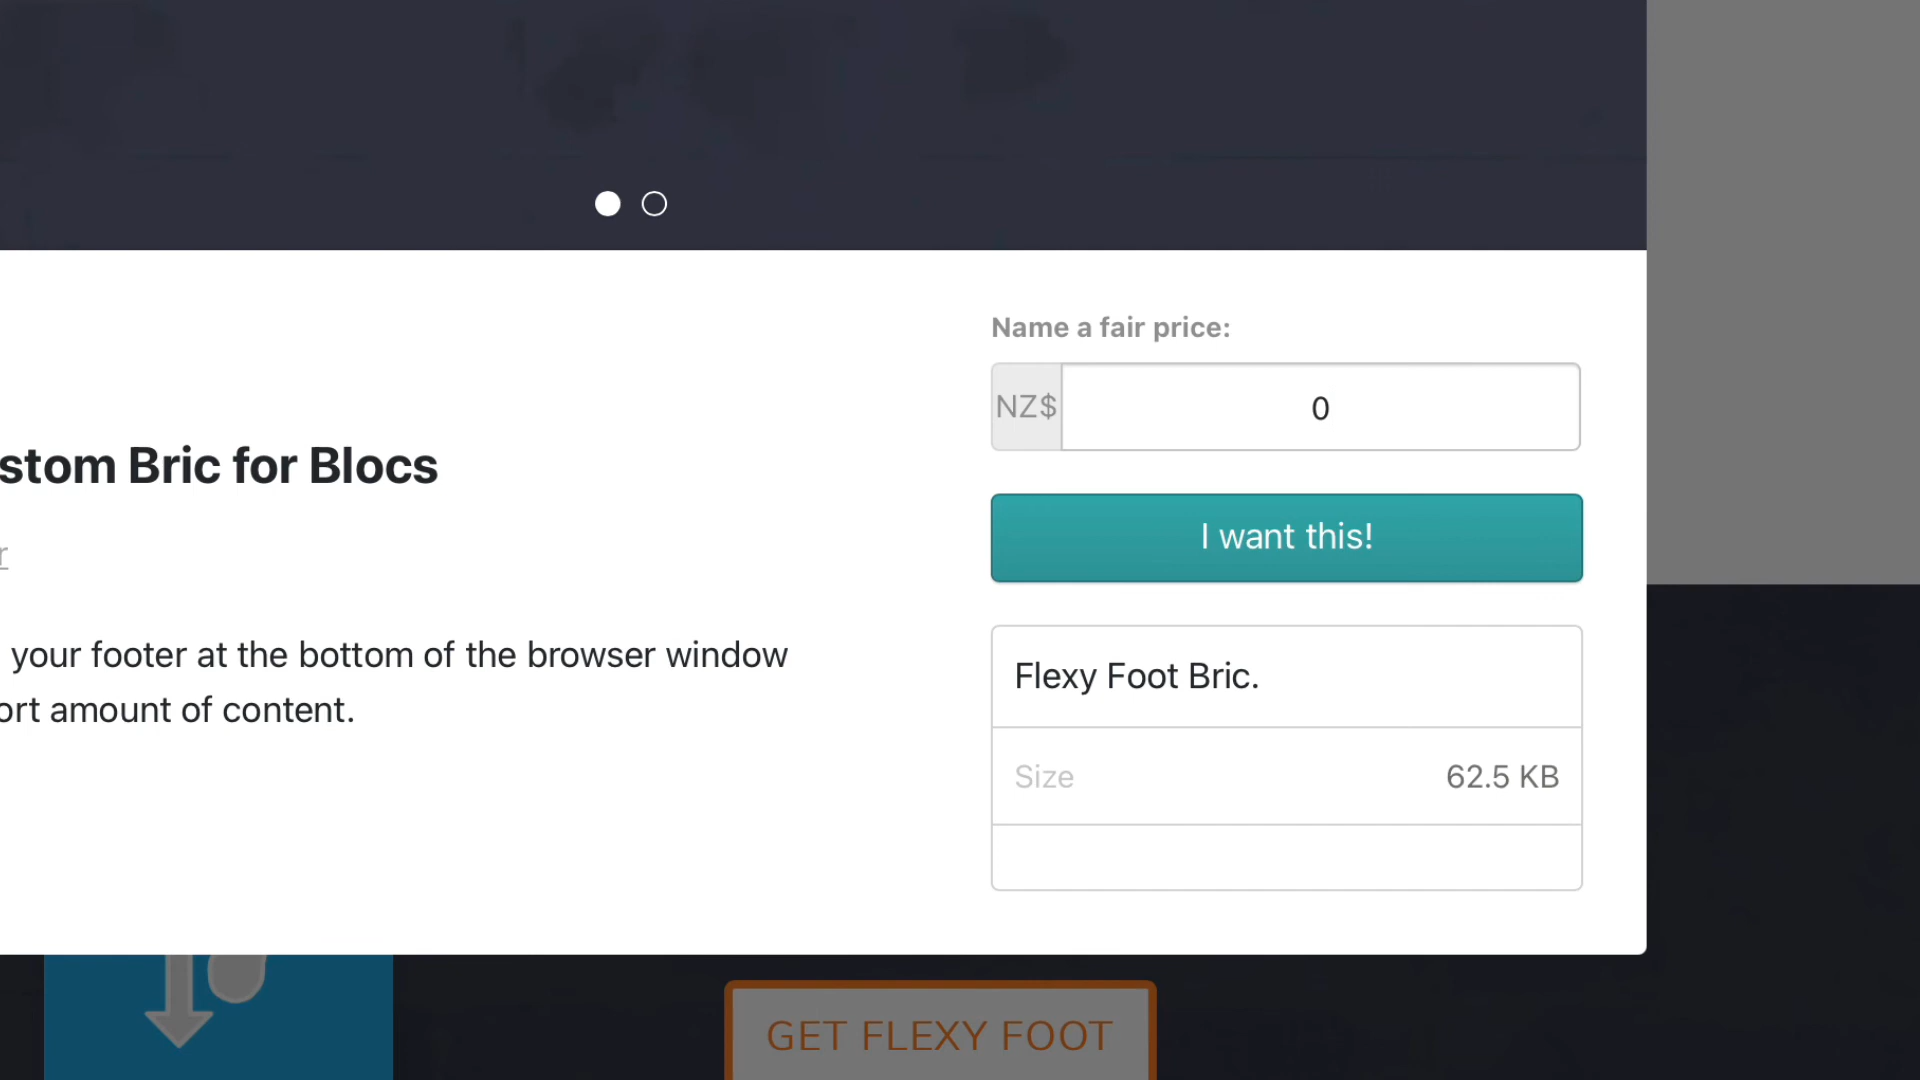 Name a fair price:
NZ$
0
stom Bric for Blocs
I want this!
r
your footer at the bottom of the browser window
ort amount of content.
Flexy Foot Bric.
Size
62.5 KB
GET FLEXY FOOT